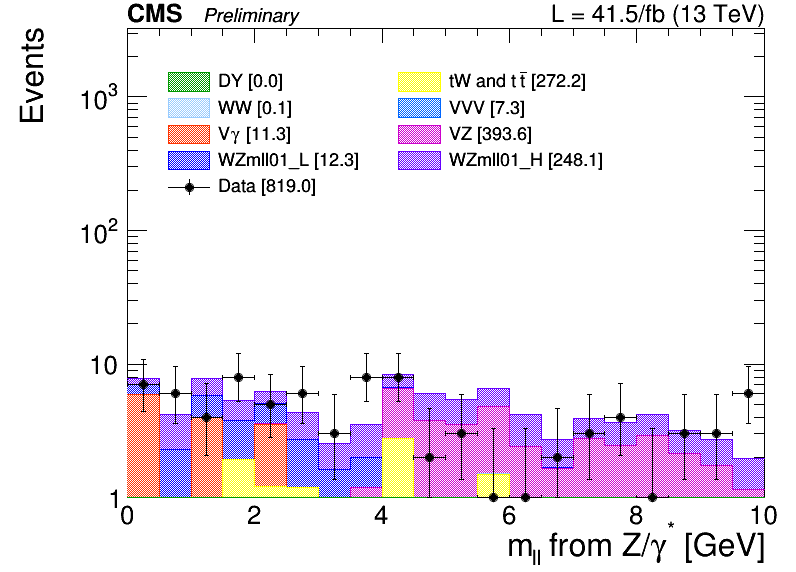 CMS Preliminary L = 41.5/fb (13 TeV)
Events
DY [0.0] tW and tt̅ [272.2]
WW [0.1] VVV [7.3]
Vγ [11.3] VZ [393.6]
WZmll01_L [12.3] WZmll01_H [248.1]
Data [819.0]
10³
10²
10
1
0 2 4 6 8 10
m_ll from Z/γ* [GeV]